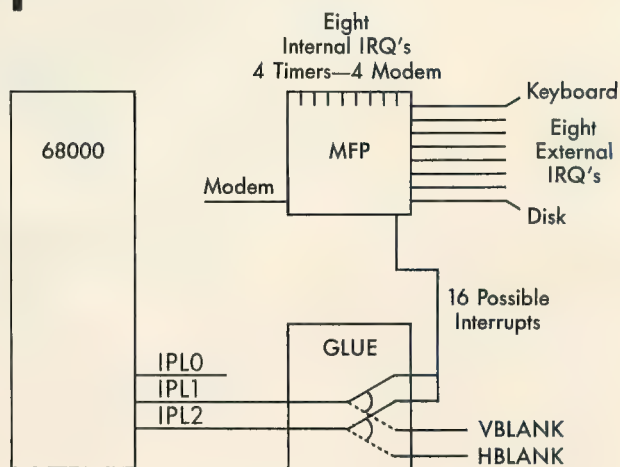 Eight
Internal IRQ's
4 Timers—4 Modem
68000
MFP
Keyboard
Eight
External
IRQ's
Disk
Modem
16 Possible
Interrupts
GLUE
IPL0
IPL1
IPL2
VBLANK
HBLANK